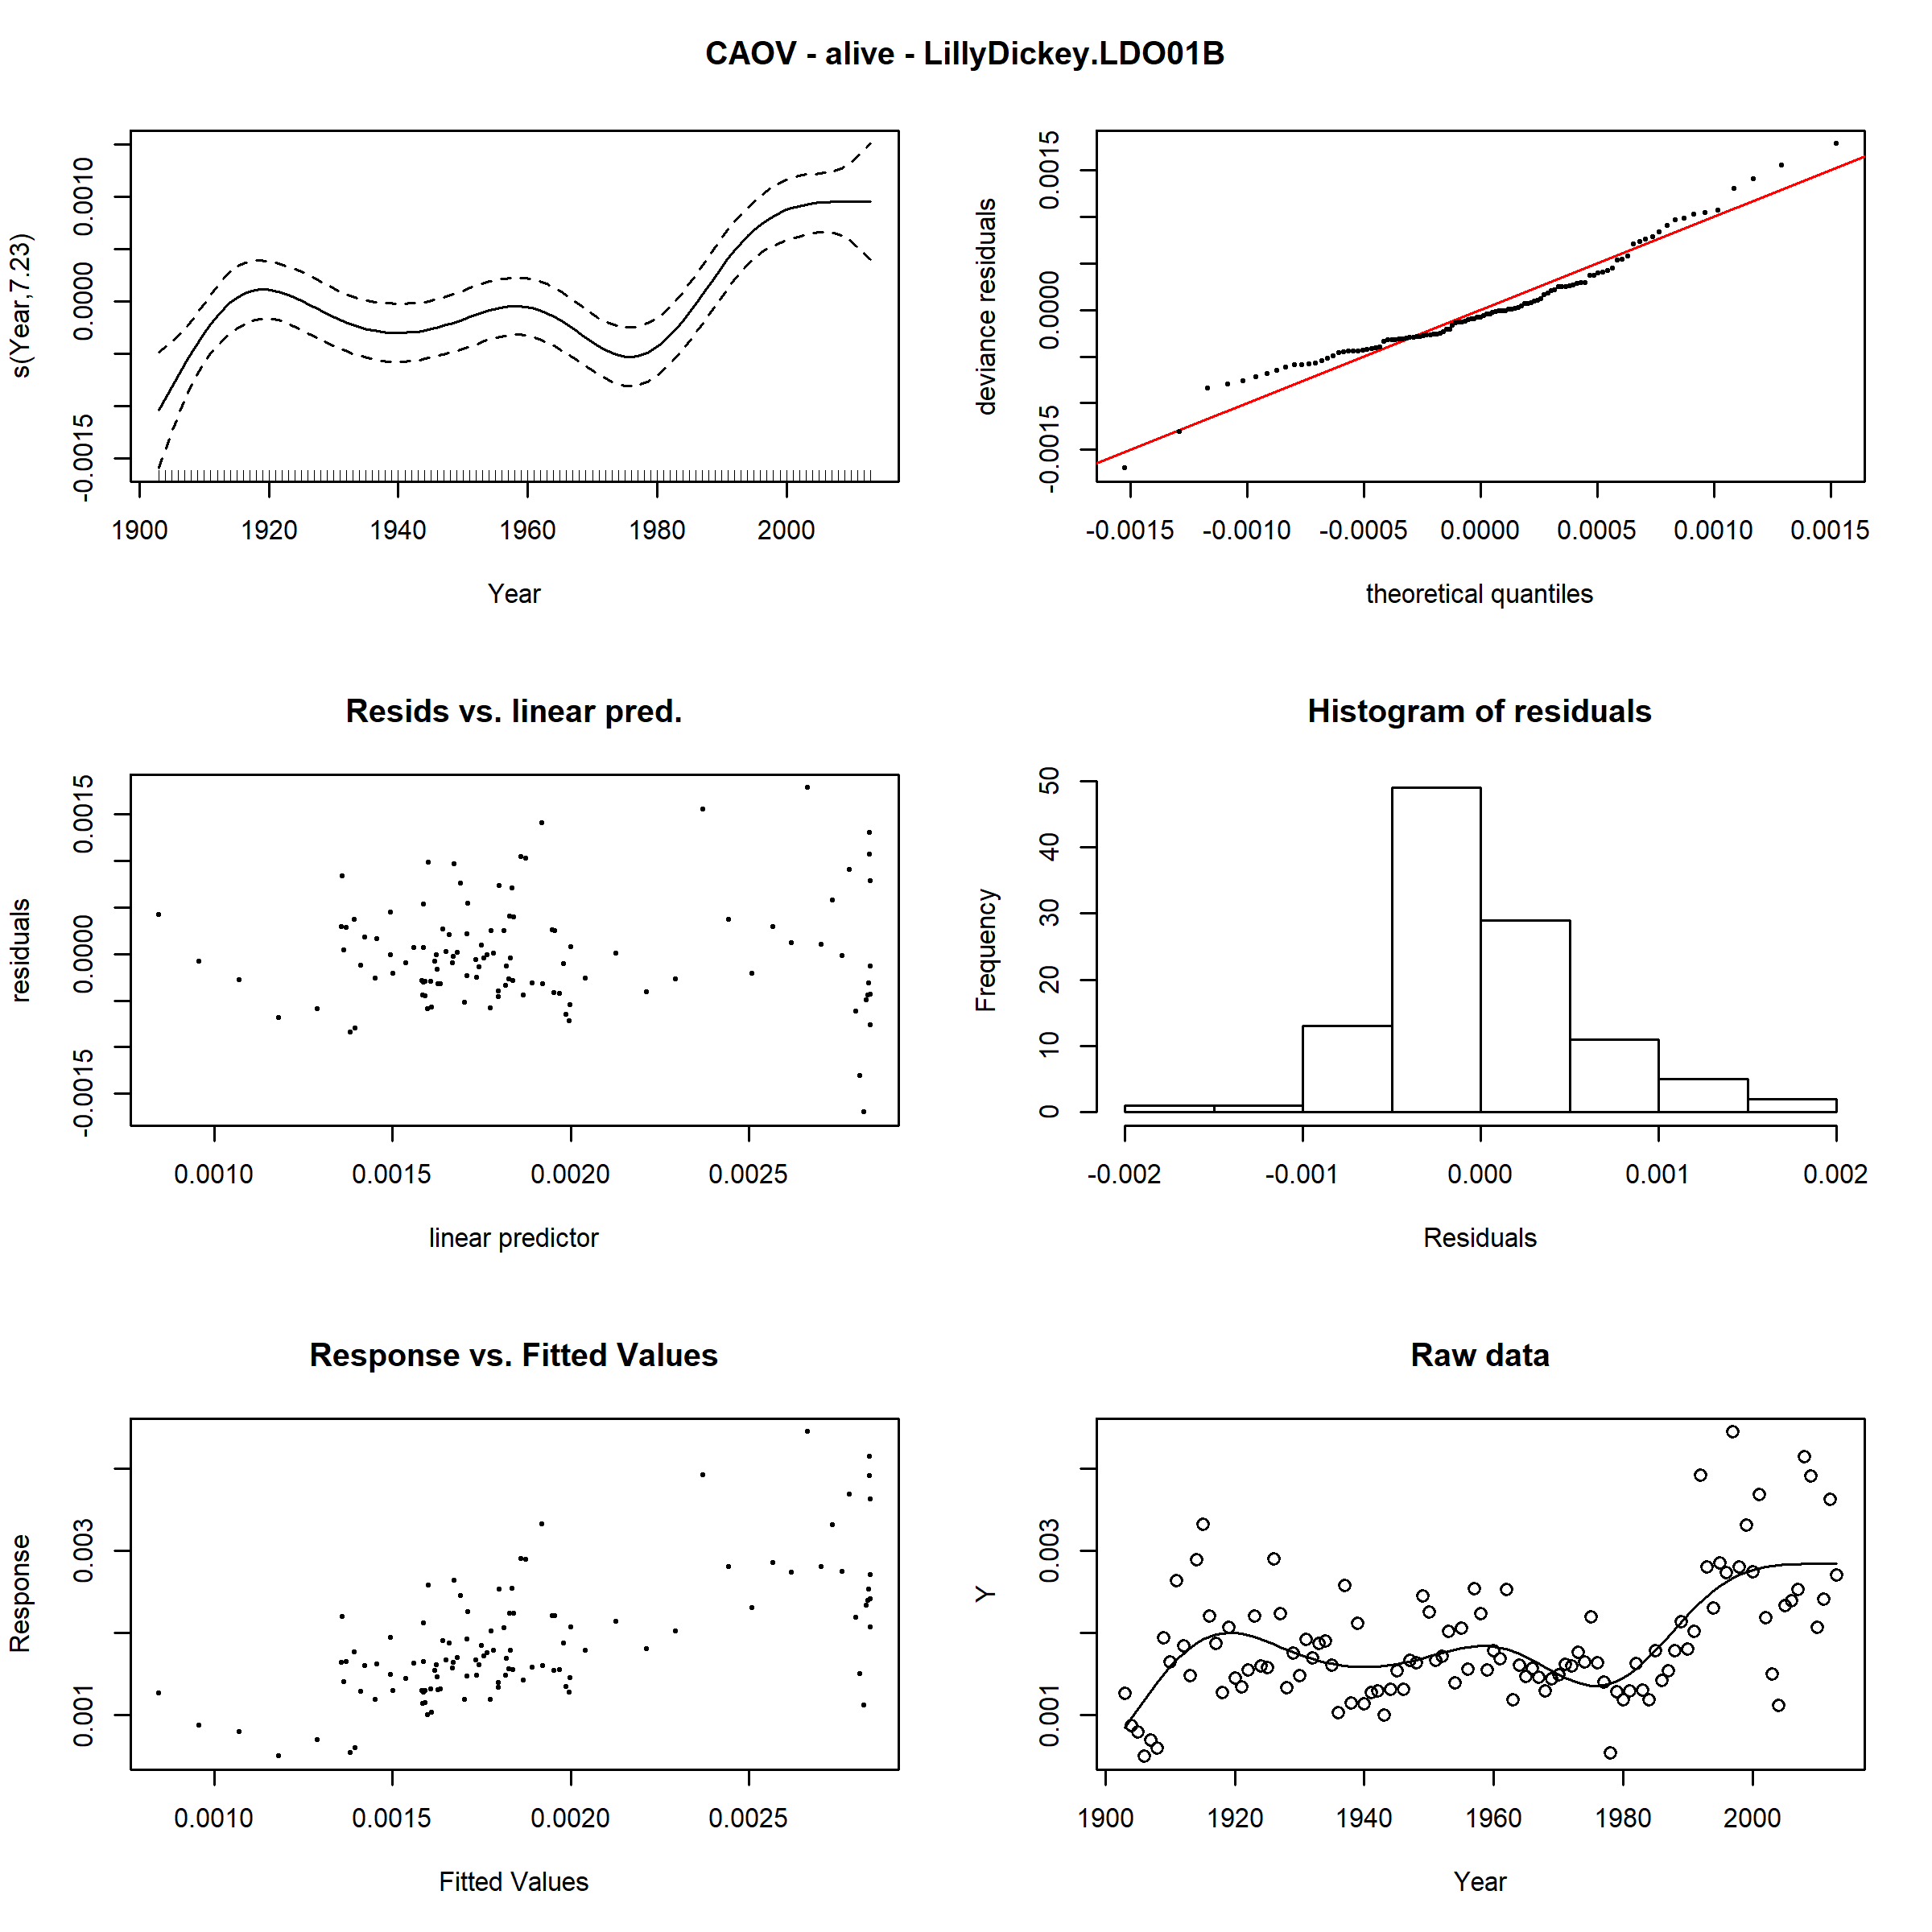 CAOV - alive - LillyDickey.LDO01B
s(Year,7.23)
-0.0015 0.0000 0.0010
1900 1920 1940 1960 1980 2000
Year
deviance residuals
-0.0015 0.0000 0.0015
-0.0015 -0.0010 -0.0005 0.0000 0.0005 0.0010 0.0015
theoretical quantiles
Resids vs. linear pred.
residuals
-0.0015 0.0000 0.0015
0.0010 0.0015 0.0020 0.0025
linear predictor
Histogram of residuals
Frequency
0 10 20 30 40 50
-0.002 -0.001 0.000 0.001 0.002
Residuals
Response vs. Fitted Values
Response
0.001 0.003
0.0010 0.0015 0.0020 0.0025
Fitted Values
Raw data
Y
0.001 0.003
1900 1920 1940 1960 1980 2000
Year